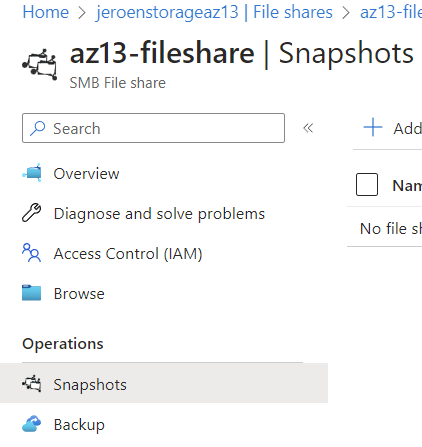 Home > jeroenstorageaz13 | File shares > az13-file
az13-fileshare | Snapshots
SMB File share
Search «
+ Add
Overview
Nam
Diagnose and solve problems
No file sh
Access Control (IAM)
Browse
Operations
Snapshots
Backup